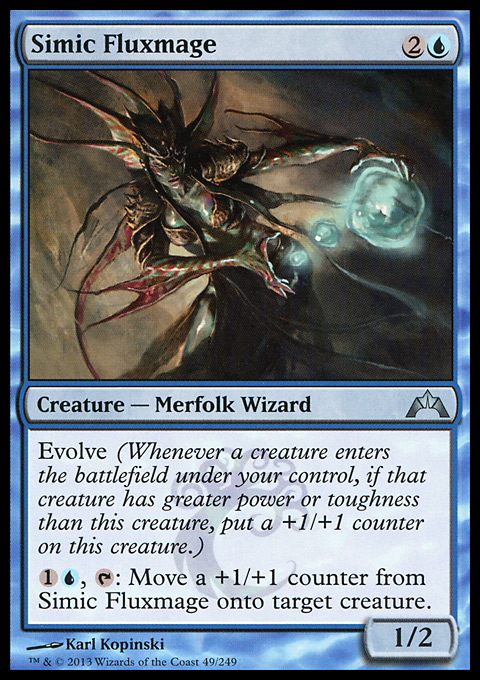 Simic Fluxmage 2
Creature — Merfolk Wizard
Evolve (Whenever a creature enters
the battlefield under your control, if that
creature has greater power or toughness
than this creature, put a +1/+1 counter
on this creature.)
1 , : Move a +1/+1 counter from
Simic Fluxmage onto target creature.
Karl Kopinski
1/2
™ & © 2013 Wizards of the Coast 49/249